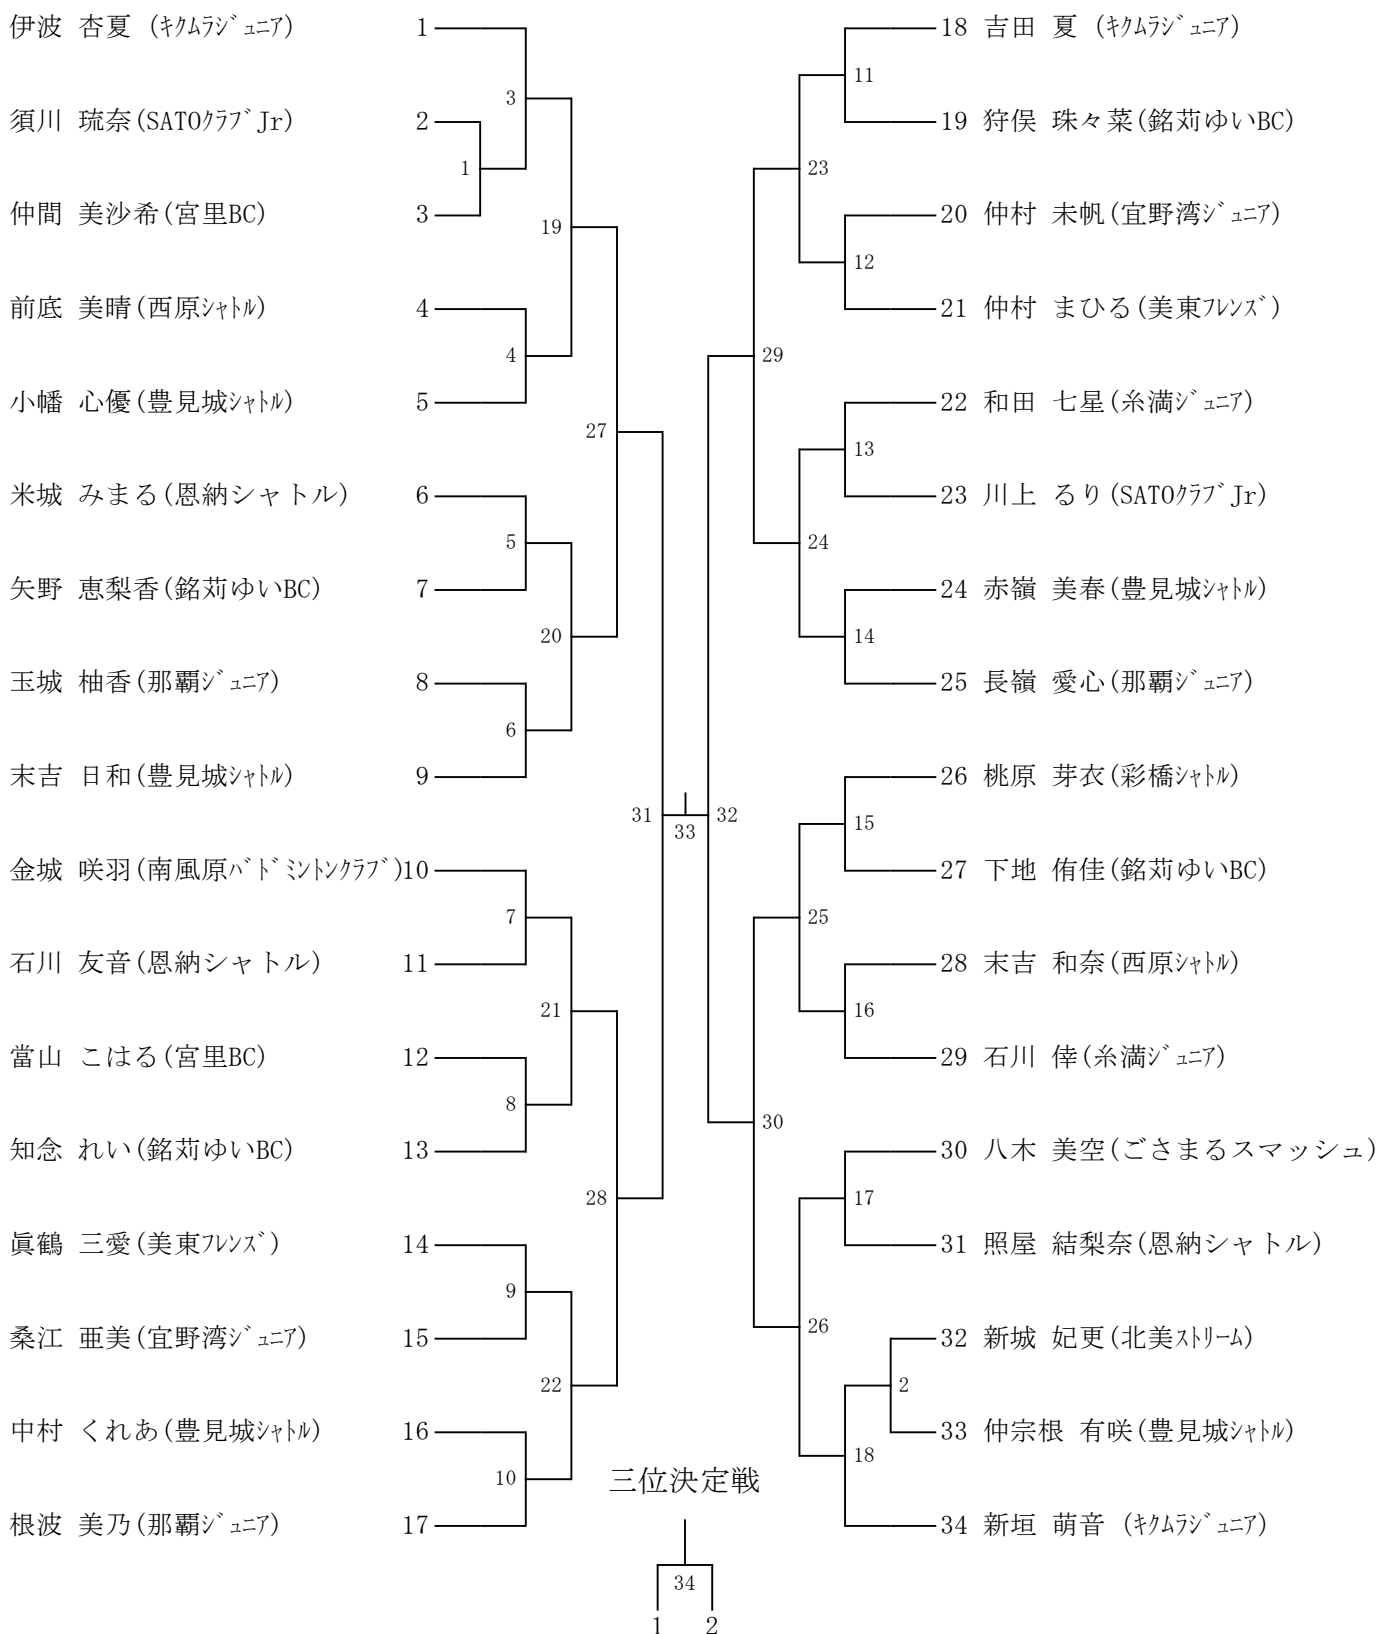 伊波 杏夏 (ｷｸﾑﾗｼﾞｭﾆｱ) 1
須川 琉奈(SATOｸﾗﾌﾞJr) 2
仲間 美沙希(宮里BC) 3
前底 美晴(西原ｼｬﾄﾙ) 4
小幡 心優(豊見城ｼｬﾄﾙ) 5
米城 みまる(恩納シャトル) 6
矢野 恵梨香(銘苅ゆいBC) 7
玉城 柚香(那覇ｼﾞｭﾆｱ) 8
末吉 日和(豊見城ｼｬﾄﾙ) 9
金城 咲羽(南風原ﾊﾞﾄﾞﾐﾝﾄﾝｸﾗﾌﾞ) 10
石川 友音(恩納シャトル) 11
當山 こはる(宮里BC) 12
知念 れい(銘苅ゆいBC) 13
眞鶴 三愛(美東ﾌﾚﾝｽﾞ) 14
桑江 亜美(宜野湾ｼﾞｭﾆｱ) 15
中村 くれあ(豊見城ｼｬﾄﾙ) 16
根波 美乃(那覇ｼﾞｭﾆｱ) 17
3
1
19
4
27
5
20
6
31
7
21
8
28
9
22
10
33
18 吉田 夏 (ｷｸﾑﾗｼﾞｭﾆｱ)
19 狩俣 珠々菜(銘苅ゆいBC)
20 仲村 未帆(宜野湾ｼﾞｭﾆｱ)
21 仲村 まひる(美東ﾌﾚﾝｽﾞ)
22 和田 七星(糸満ｼﾞｭﾆｱ)
23 川上 るり(SATOｸﾗﾌﾞJr)
24 赤嶺 美春(豊見城ｼｬﾄﾙ)
25 長嶺 愛心(那覇ｼﾞｭﾆｱ)
26 桃原 芽衣(彩橋ｼｬﾄﾙ)
27 下地 侑佳(銘苅ゆいBC)
28 末吉 和奈(西原ｼｬﾄﾙ)
29 石川 倖(糸満ｼﾞｭﾆｱ)
30 八木 美空(ごさまるスマッシュ)
31 照屋 結梨奈(恩納シャトル)
32 新城 妃更(北美ｽﾄﾘｰﾑ)
33 仲宗根 有咲(豊見城ｼｬﾄﾙ)
34 新垣 萌音 (ｷｸﾑﾗｼﾞｭﾆｱ)
11
23
12
29
13
24
14
32
15
25
16
30
17
26
2
18
三位決定戦
34
1 2